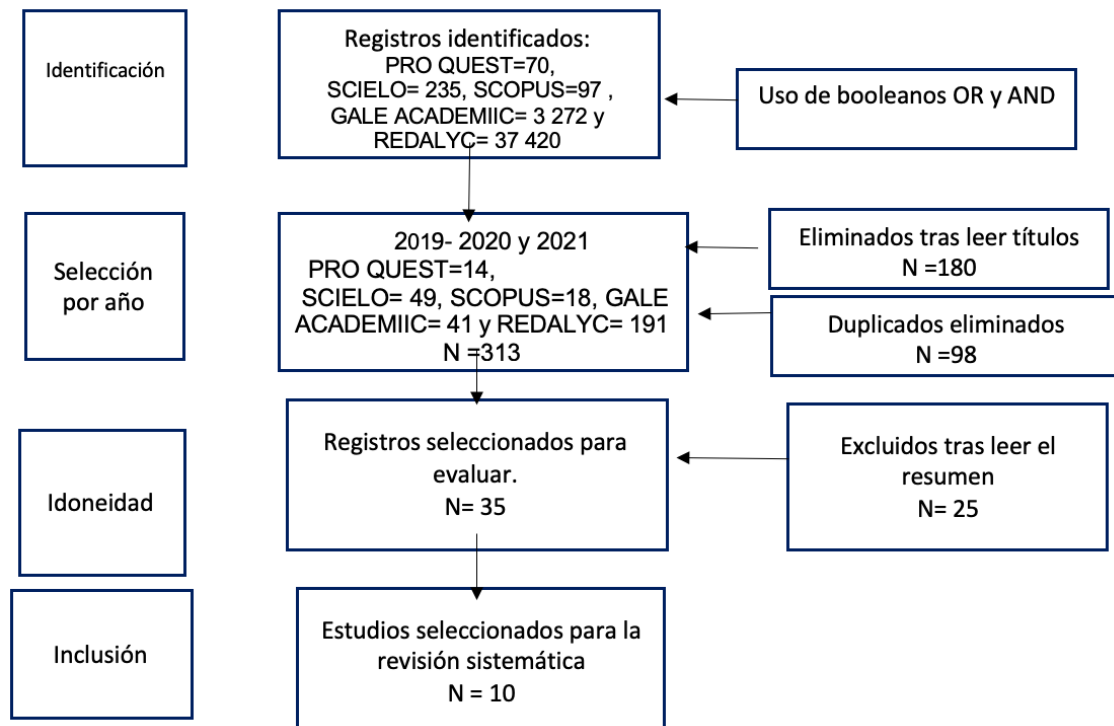 Identificación
Registros identificados:
PRO QUEST=70,
SCIELO= 235, SCOPUS=97 ,
GALE ACADEMIIC= 3 272 y
REDALYC= 37 420
Uso de booleanos OR y AND
Selección
por año
2019- 2020 y 2021
PRO QUEST=14,
SCIELO= 49, SCOPUS=18, GALE
ACADEMIIC= 41 y REDALYC= 191
N =313
Eliminados tras leer títulos
N =180
Duplicados eliminados
N =98
Idoneidad
Registros seleccionados para
evaluar.
N= 35
Excluidos tras leer el
resumen
N= 25
Inclusión
Estudios seleccionados para la
revisión sistemática
N = 10